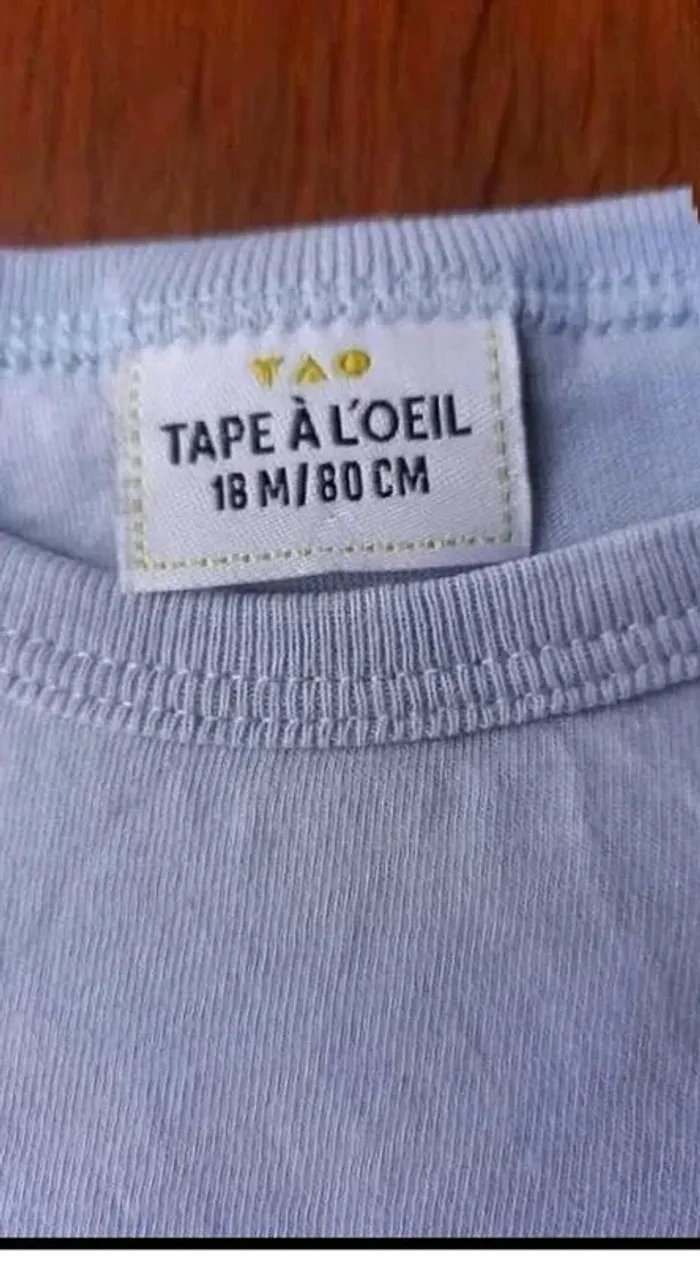 TAO
TAPE À L'OEIL
18 M/80 CM